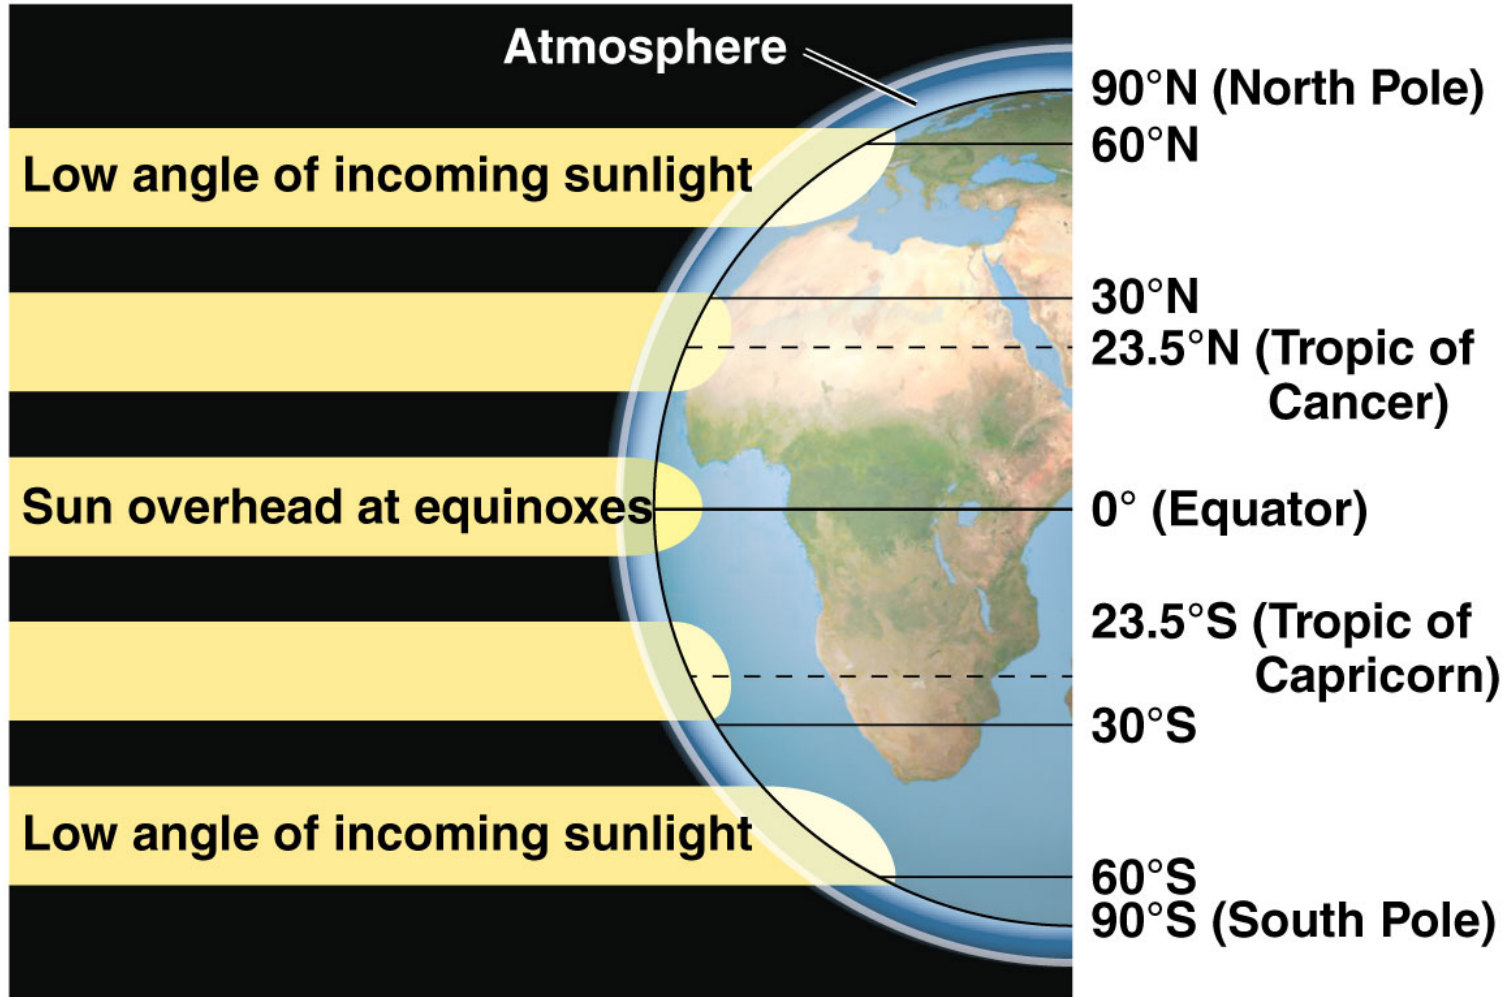 Atmosphere
90°N (North Pole)
60°N
Low angle of incoming sunlight
30°N
23.5°N (Tropic of
Cancer)
Sun overhead at equinoxes
0° (Equator)
23.5°S (Tropic of
Capricorn)
30°S
Low angle of incoming sunlight
60°S
90°S (South Pole)